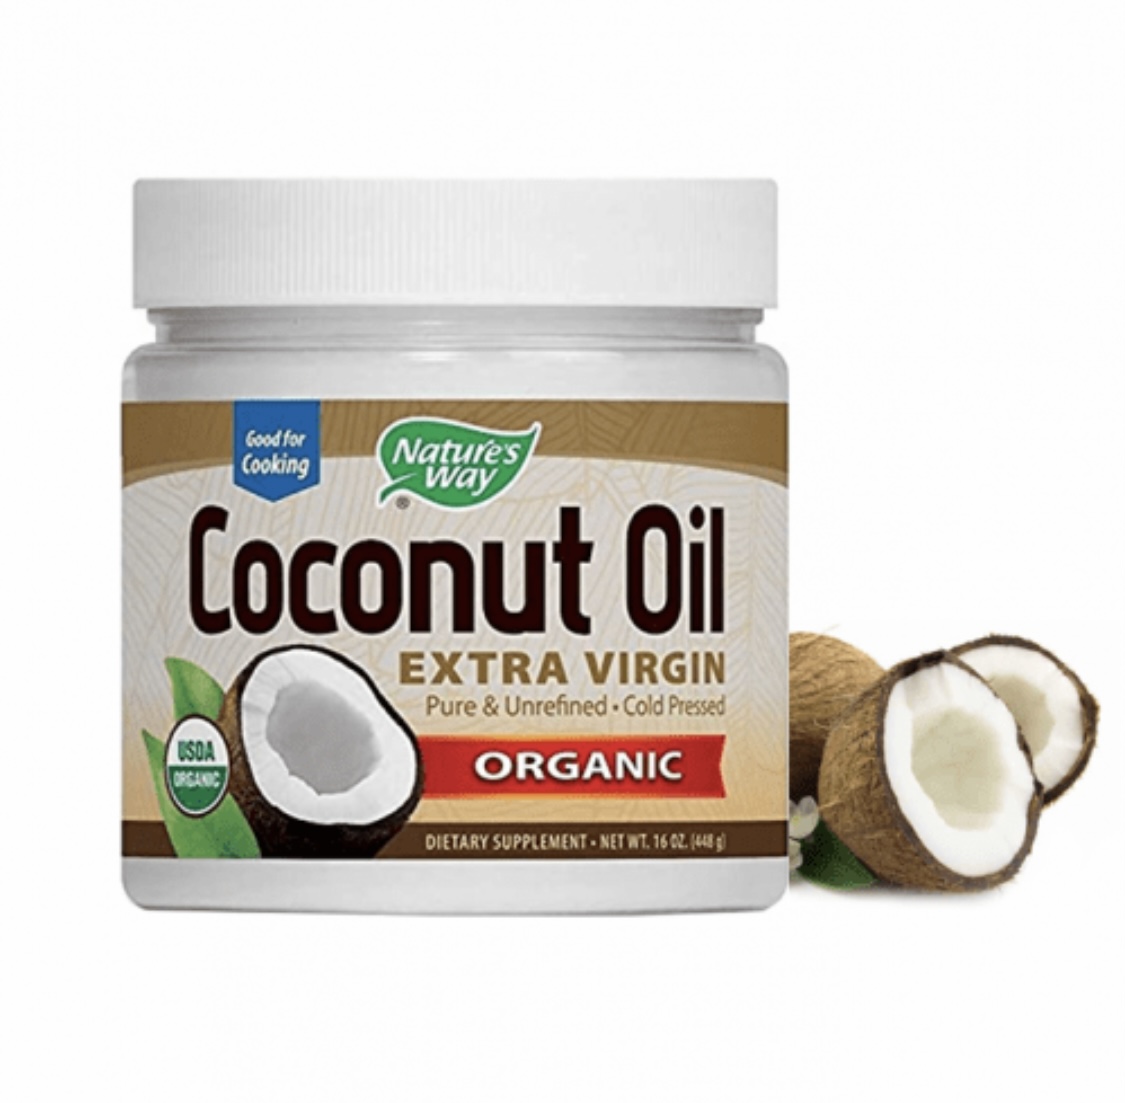 Good for
Cooking
Nature's
Way
®
Coconut Oil
EXTRA VIRGIN
Pure & Unrefined • Cold Pressed
USDA
ORGANIC
ORGANIC
DIETARY SUPPLEMENT • NET WT. 16 OZ. (448 g)